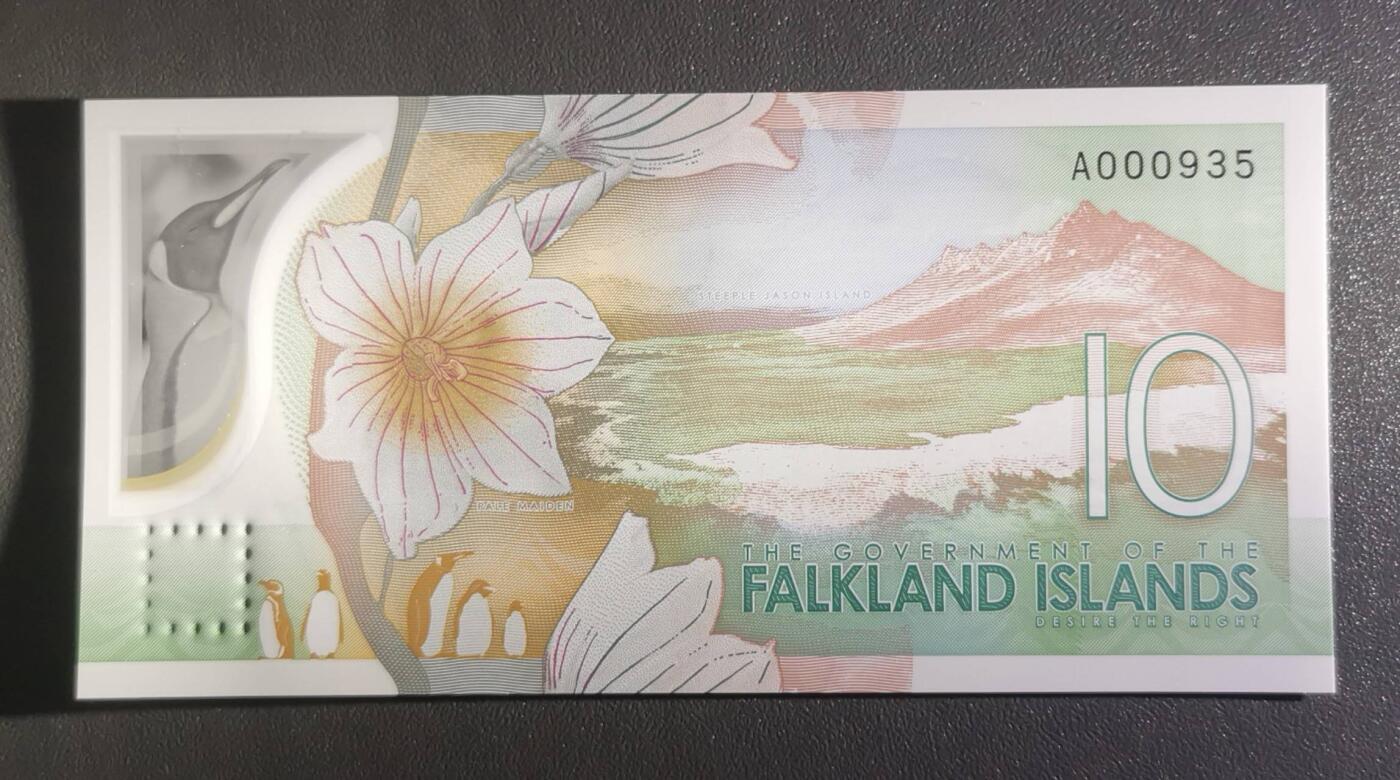 A000935
STEEPLE JASON ISLAND
10
PALE MAIDEN
THE GOVERNMENT OF THE
FALKLAND ISLANDS
DESIRE THE RIGHT